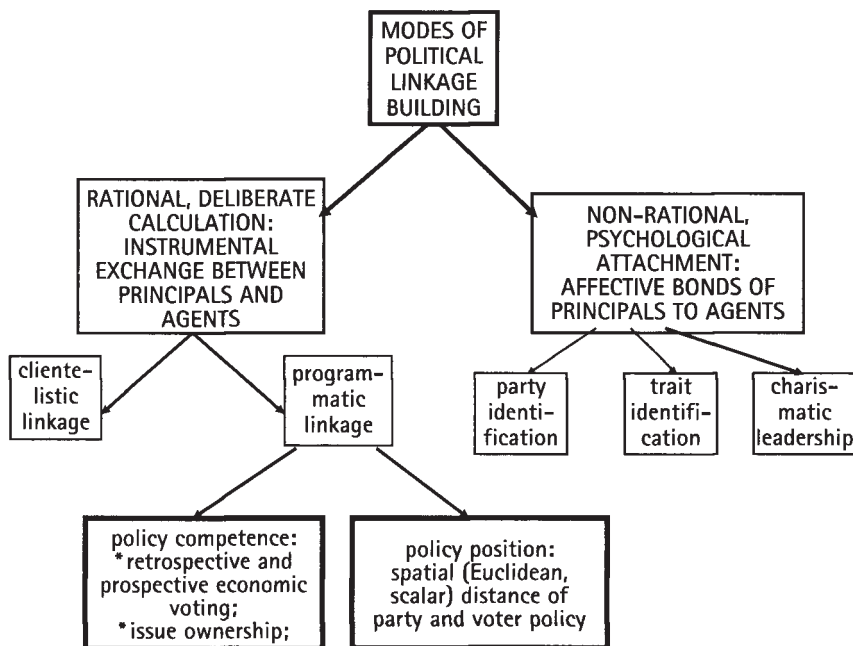 MODES OF
POLITICAL
LINKAGE
BUILDING
RATIONAL, DELIBERATE
CALCULATION:
INSTRUMENTAL
EXCHANGE BETWEEN
PRINCIPALS AND
AGENTS
NON-RATIONAL,
PSYCHOLOGICAL
ATTACHMENT:
AFFECTIVE BONDS OF
PRINCIPALS TO AGENTS
cliente-
listic
linkage
program-
matic
linkage
party
identi-
fication
trait
identifi-
cation
charis-
matic
leadership
policy competence:
*retrospective and
prospective economic
voting;
*issue ownership;
policy position:
spatial (Euclidean,
scalar) distance of
party and voter policy